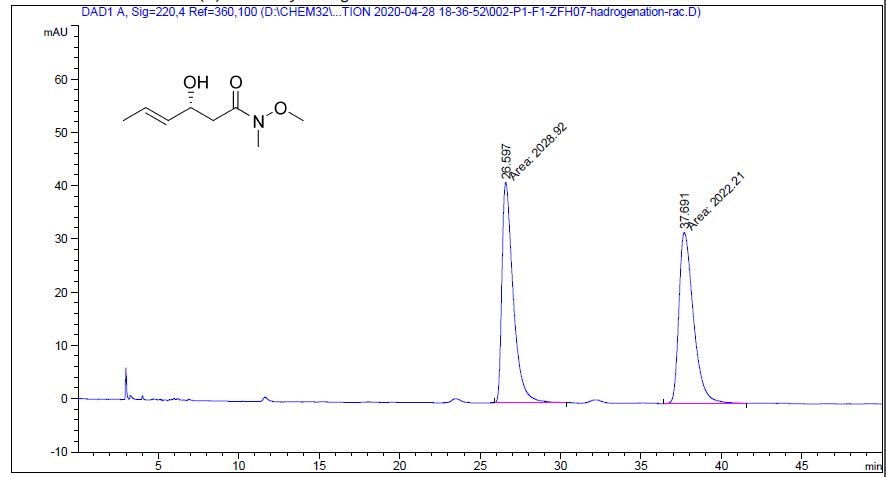 DAD1 A, Sig=220,4 Ref=360,100 (D:\CHEM32\...TION 2020-04-28 18-36-52\002-P1-F1-ZFH07-hadrogenation-rac.D)
mAU
60
50
40
30
20
10
0
-10
OH
O
N
O
26.597
Area: 2028.92
37.691
Area: 2022.21
5
10
15
20
25
30
35
40
45
min